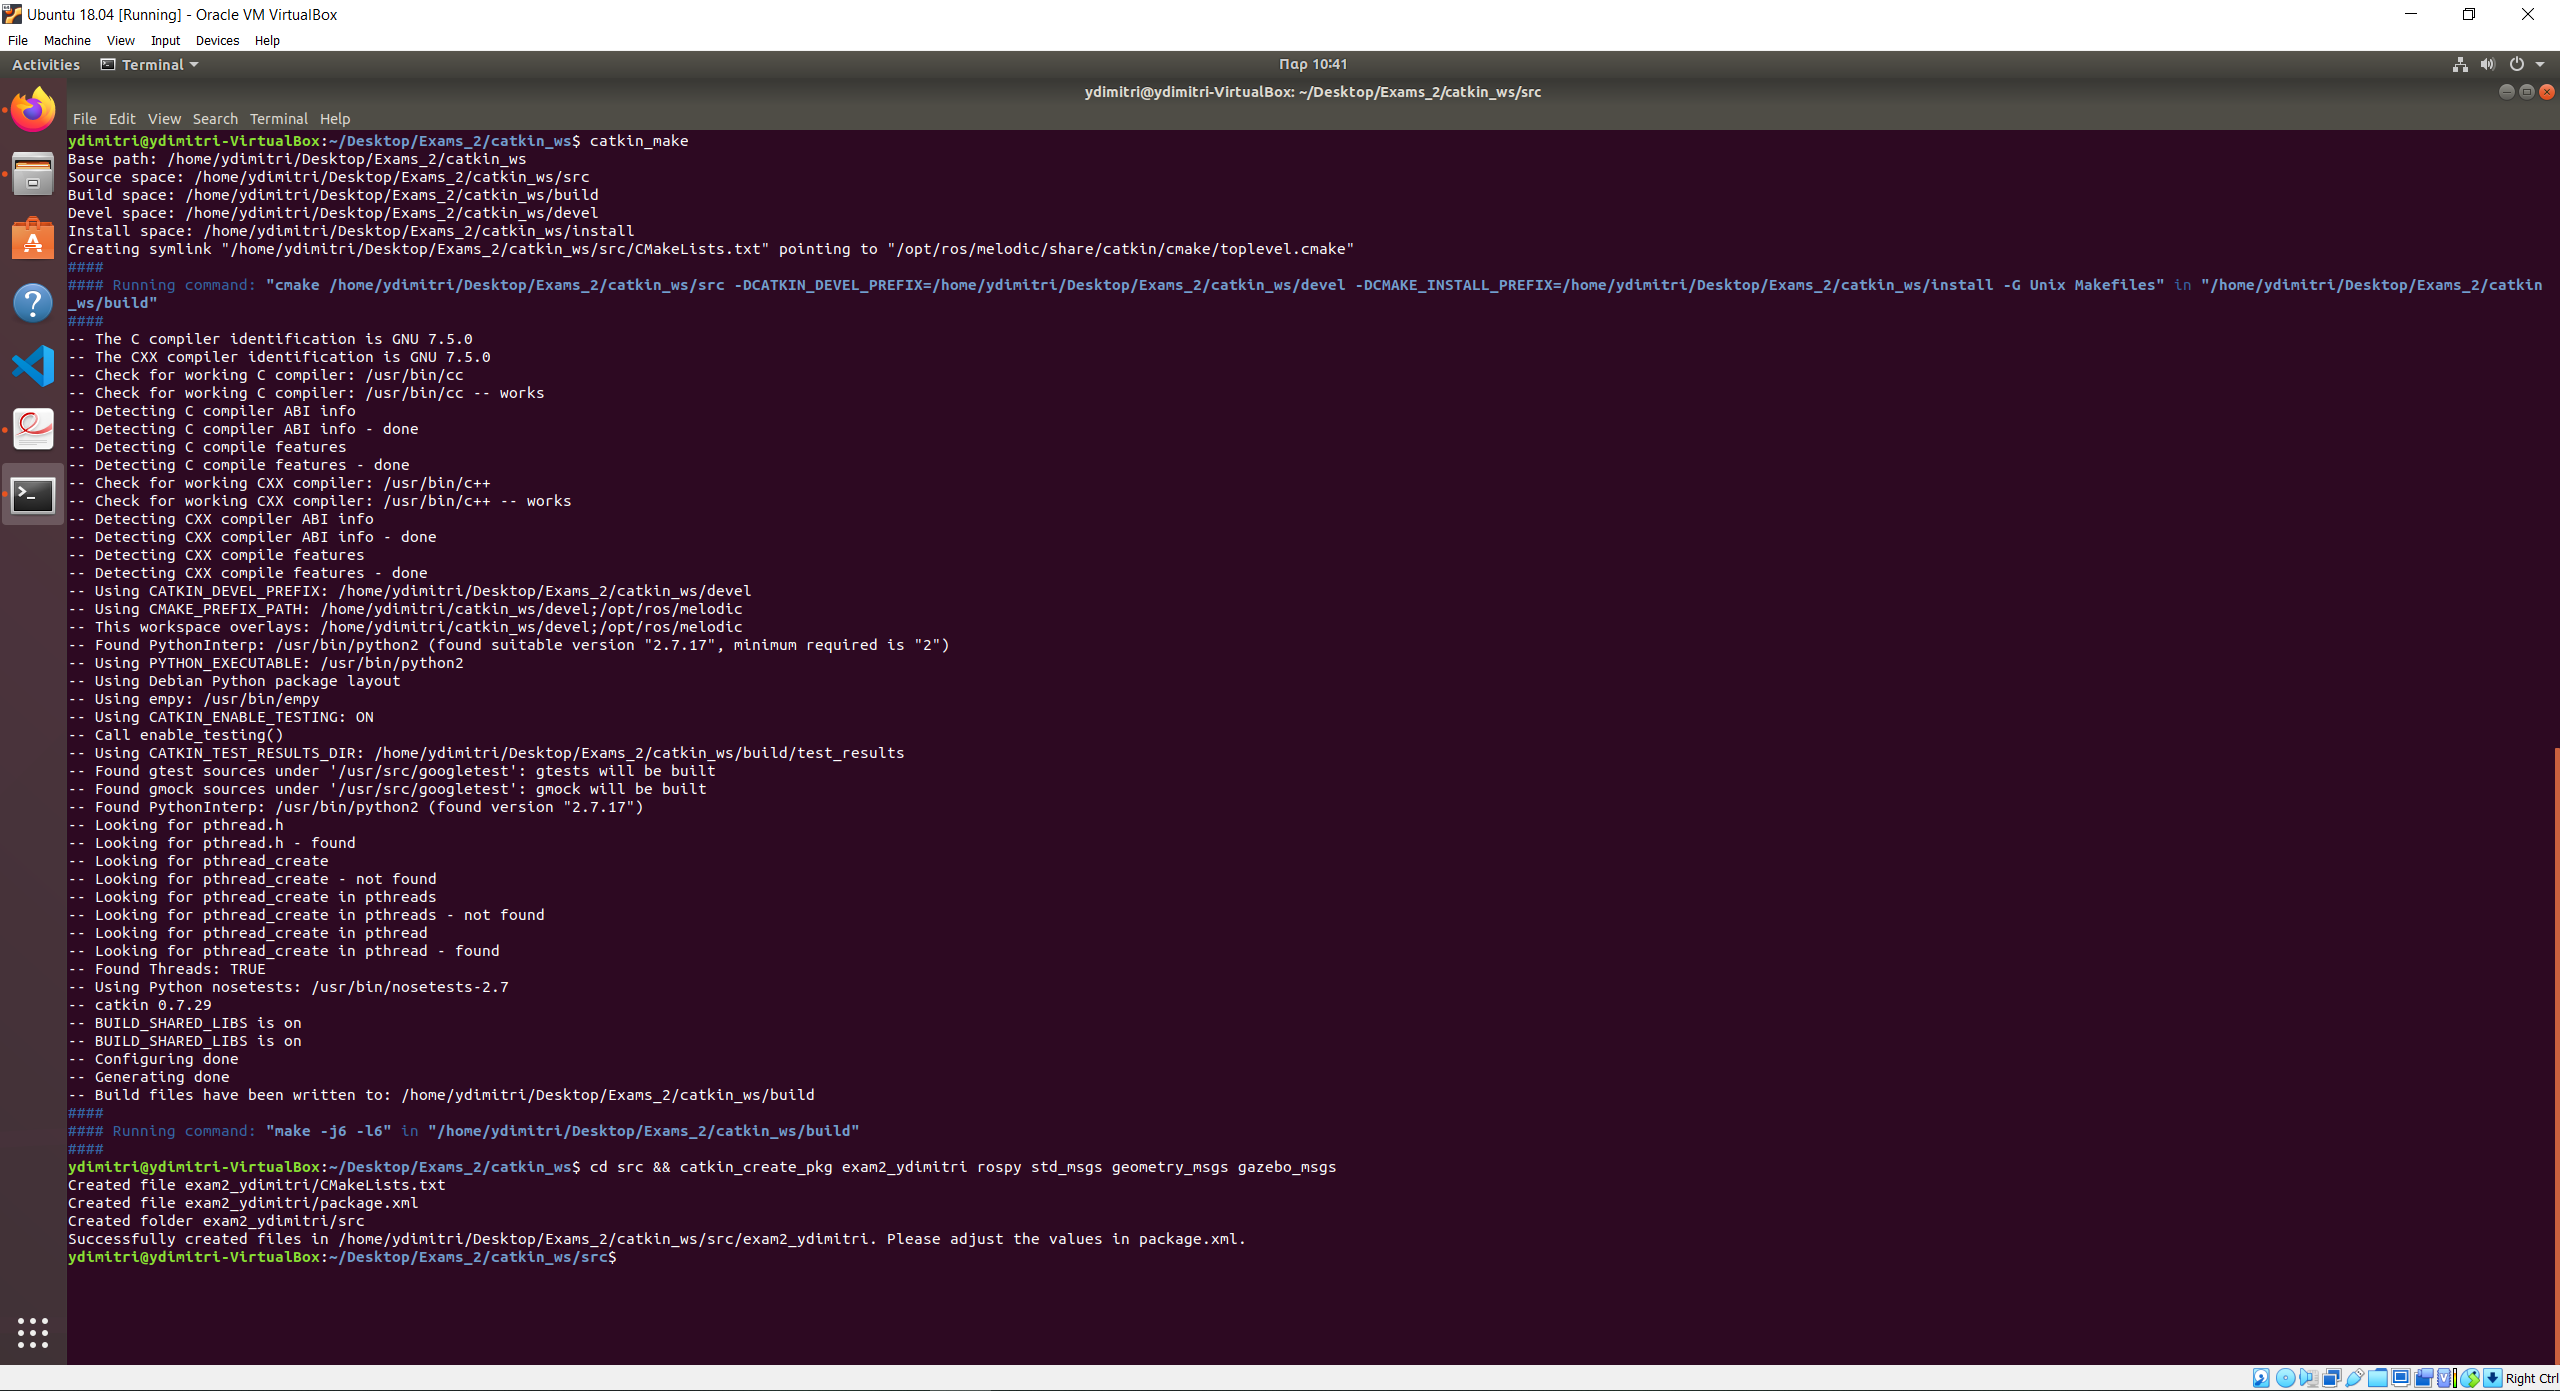 Ubuntu 18.04 [Running] - Oracle VM VirtualBox
File Machine View Input Devices Help
Activities Terminal Παρ 10:41
ydimitri@ydimitri-VirtualBox: ~/Desktop/Exams_2/catkin_ws/src
File Edit View Search Terminal Help
ydimitri@ydimitri-VirtualBox:~/Desktop/Exams_2/catkin_ws$ catkin_make
Base path: /home/ydimitri/Desktop/Exams_2/catkin_ws
Source space: /home/ydimitri/Desktop/Exams_2/catkin_ws/src
Build space: /home/ydimitri/Desktop/Exams_2/catkin_ws/build
Devel space: /home/ydimitri/Desktop/Exams_2/catkin_ws/devel
Install space: /home/ydimitri/Desktop/Exams_2/catkin_ws/install
Creating symlink "/home/ydimitri/Desktop/Exams_2/catkin_ws/src/CMakeLists.txt" pointing to "/opt/ros/melodic/share/catkin/cmake/toplevel.cmake"
####
#### Running command: "cmake /home/ydimitri/Desktop/Exams_2/catkin_ws/src -DCATKIN_DEVEL_PREFIX=/home/ydimitri/Desktop/Exams_2/catkin_ws/devel -DCMAKE_INSTALL_PREFIX=/home/ydimitri/Desktop/Exams_2/catkin_ws/install -G Unix Makefiles" in "/home/ydimitri/Desktop/Exams_2/catkin
_ws/build"
####
-- The C compiler identification is GNU 7.5.0
-- The CXX compiler identification is GNU 7.5.0
-- Check for working C compiler: /usr/bin/cc
-- Check for working C compiler: /usr/bin/cc -- works
-- Detecting C compiler ABI info
-- Detecting C compiler ABI info - done
-- Detecting C compile features
-- Detecting C compile features - done
-- Check for working CXX compiler: /usr/bin/c++
-- Check for working CXX compiler: /usr/bin/c++ -- works
-- Detecting CXX compiler ABI info
-- Detecting CXX compiler ABI info - done
-- Detecting CXX compile features
-- Detecting CXX compile features - done
-- Using CATKIN_DEVEL_PREFIX: /home/ydimitri/Desktop/Exams_2/catkin_ws/devel
-- Using CMAKE_PREFIX_PATH: /home/ydimitri/catkin_ws/devel;/opt/ros/melodic
-- This workspace overlays: /home/ydimitri/catkin_ws/devel;/opt/ros/melodic
-- Found PythonInterp: /usr/bin/python2 (found suitable version "2.7.17", minimum required is "2")
-- Using PYTHON_EXECUTABLE: /usr/bin/python2
-- Using Debian Python package layout
-- Using empy: /usr/bin/empy
-- Using CATKIN_ENABLE_TESTING: ON
-- Call enable_testing()
-- Using CATKIN_TEST_RESULTS_DIR: /home/ydimitri/Desktop/Exams_2/catkin_ws/build/test_results
-- Found gtest sources under '/usr/src/googletest': gtests will be built
-- Found gmock sources under '/usr/src/googletest': gmock will be built
-- Found PythonInterp: /usr/bin/python2 (found version "2.7.17")
-- Looking for pthread.h
-- Looking for pthread.h - found
-- Looking for pthread_create
-- Looking for pthread_create - not found
-- Looking for pthread_create in pthreads
-- Looking for pthread_create in pthreads - not found
-- Looking for pthread_create in pthread
-- Looking for pthread_create in pthread - found
-- Found Threads: TRUE
-- Using Python nosetests: /usr/bin/nosetests-2.7
-- catkin 0.7.29
-- BUILD_SHARED_LIBS is on
-- BUILD_SHARED_LIBS is on
-- Configuring done
-- Generating done
-- Build files have been written to: /home/ydimitri/Desktop/Exams_2/catkin_ws/build
####
#### Running command: "make -j6 -l6" in "/home/ydimitri/Desktop/Exams_2/catkin_ws/build"
####
ydimitri@ydimitri-VirtualBox:~/Desktop/Exams_2/catkin_ws$ cd src && catkin_create_pkg exam2_ydimitri rospy std_msgs geometry_msgs gazebo_msgs
Created file exam2_ydimitri/CMakeLists.txt
Created file exam2_ydimitri/package.xml
Created folder exam2_ydimitri/src
Successfully created files in /home/ydimitri/Desktop/Exams_2/catkin_ws/src/exam2_ydimitri. Please adjust the values in package.xml.
ydimitri@ydimitri-VirtualBox:~/Desktop/Exams_2/catkin_ws/src$
Right Ctrl